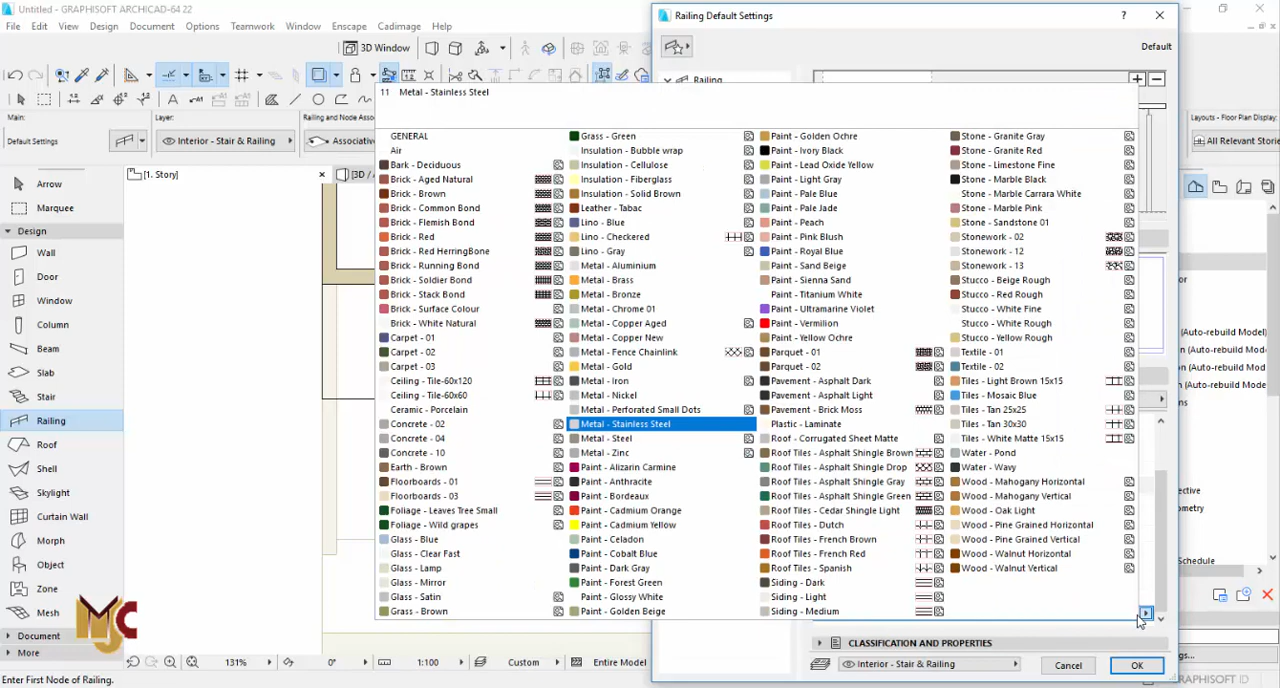 Untitled - GRAPHISOFT ARCHICAD-64 22
File Edit View Design Document Options Teamwork Window Enscape Cadimage Help
3D Window
Main:
Layer:
Railing and Node Asso
Default Settings
Interior - Stair & Railing
Associative
Layouts - Floor Plan Display:
All Relevant Storie
[1. Story]
[3D / A
Arrow
Marquee
Design
Wall
Door
Window
Column
Beam
Slab
Stair
Railing
Roof
Shell
Skylight
Curtain Wall
Morph
Object
Zone
Mesh
Document
More
MJC
Railing Default Settings
?
Default
Railing
11 Metal - Stainless Steel
GENERAL
Air
Bark - Deciduous
Brick - Aged Natural
Brick - Brown
Brick - Common Bond
Brick - Flemish Bond
Brick - Red
Brick - Red HerringBone
Brick - Running Bond
Brick - Soldier Bond
Brick - Stack Bond
Brick - Surface Colour
Brick - White Natural
Carpet - 01
Carpet - 02
Carpet - 03
Ceiling - Tile-60x120
Ceiling - Tile-60x60
Ceramic - Porcelain
Concrete - 02
Concrete - 04
Concrete - 10
Earth - Brown
Floorboards - 01
Floorboards - 03
Foliage - Leaves Tree Small
Foliage - Wild grapes
Glass - Blue
Glass - Clear Fast
Glass - Lamp
Glass - Mirror
Glass - Satin
Grass - Brown
Grass - Green
Insulation - Bubble wrap
Insulation - Cellulose
Insulation - Fiberglass
Insulation - Solid Brown
Leather - Tabac
Lino - Blue
Lino - Checkered
Lino - Gray
Metal - Aluminium
Metal - Brass
Metal - Bronze
Metal - Chrome 01
Metal - Copper Aged
Metal - Copper New
Metal - Fence Chainlink
Metal - Gold
Metal - Iron
Metal - Nickel
Metal - Perforated Small Dots
Metal - Stainless Steel
Metal - Steel
Metal - Zinc
Paint - Alizarin Carmine
Paint - Anthracite
Paint - Bordeaux
Paint - Cadmium Orange
Paint - Cadmium Yellow
Paint - Celadon
Paint - Cobalt Blue
Paint - Dark Gray
Paint - Forest Green
Paint - Glossy White
Paint - Golden Beige
Paint - Golden Ochre
Paint - Ivory Black
Paint - Lead Oxide Yellow
Paint - Light Gray
Paint - Pale Blue
Paint - Pale Jade
Paint - Peach
Paint - Pink Blush
Paint - Royal Blue
Paint - Sand Beige
Paint - Sienna Sand
Paint - Titanium White
Paint - Ultramarine Violet
Paint - Vermilion
Paint - Yellow Ochre
Parquet - 01
Parquet - 02
Pavement - Asphalt Dark
Pavement - Asphalt Light
Pavement - Brick Moss
Plastic - Laminate
Roof - Corrugated Sheet Matte
Roof Tiles - Asphalt Shingle Brown
Roof Tiles - Asphalt Shingle Drop
Roof Tiles - Asphalt Shingle Gray
Roof Tiles - Asphalt Shingle Green
Roof Tiles - Cedar Shingle Light
Roof Tiles - Dutch
Roof Tiles - French Brown
Roof Tiles - French Red
Roof Tiles - Spanish
Siding - Dark
Siding - Light
Siding - Medium
Stone - Granite Gray
Stone - Granite Red
Stone - Limestone Fine
Stone - Marble Black
Stone - Marble Carrara White
Stone - Marble Pink
Stone - Sandstone 01
Stonework - 02
Stonework - 12
Stonework - 13
Stucco - Beige Rough
Stucco - Red Rough
Stucco - White Fine
Stucco - White Rough
Stucco - Yellow Rough
Textile - 01
Textile - 02
Tiles - Light Brown 15x15
Tiles - Mosaic Blue
Tiles - Tan 25x25
Tiles - Tan 30x30
Tiles - White Matte 15x15
Water - Pond
Water - Wavy
Wood - Mahogany Horizontal
Wood - Mahogany Vertical
Wood - Oak Light
Wood - Pine Grained Horizontal
Wood - Pine Grained Vertical
Wood - Walnut Horizontal
Wood - Walnut Vertical
CLASSIFICATION AND PROPERTIES
Interior - Stair & Railing
Cancel
OK
(Auto-rebuild Model)
n (Auto-rebuild Model)
(Auto-rebuild Model)
ective
ometry
Schedule
ngs...
GRAPHISOFT ID
131%
0°
1:100
Custom
Entire Model
Enter First Node of Railing.